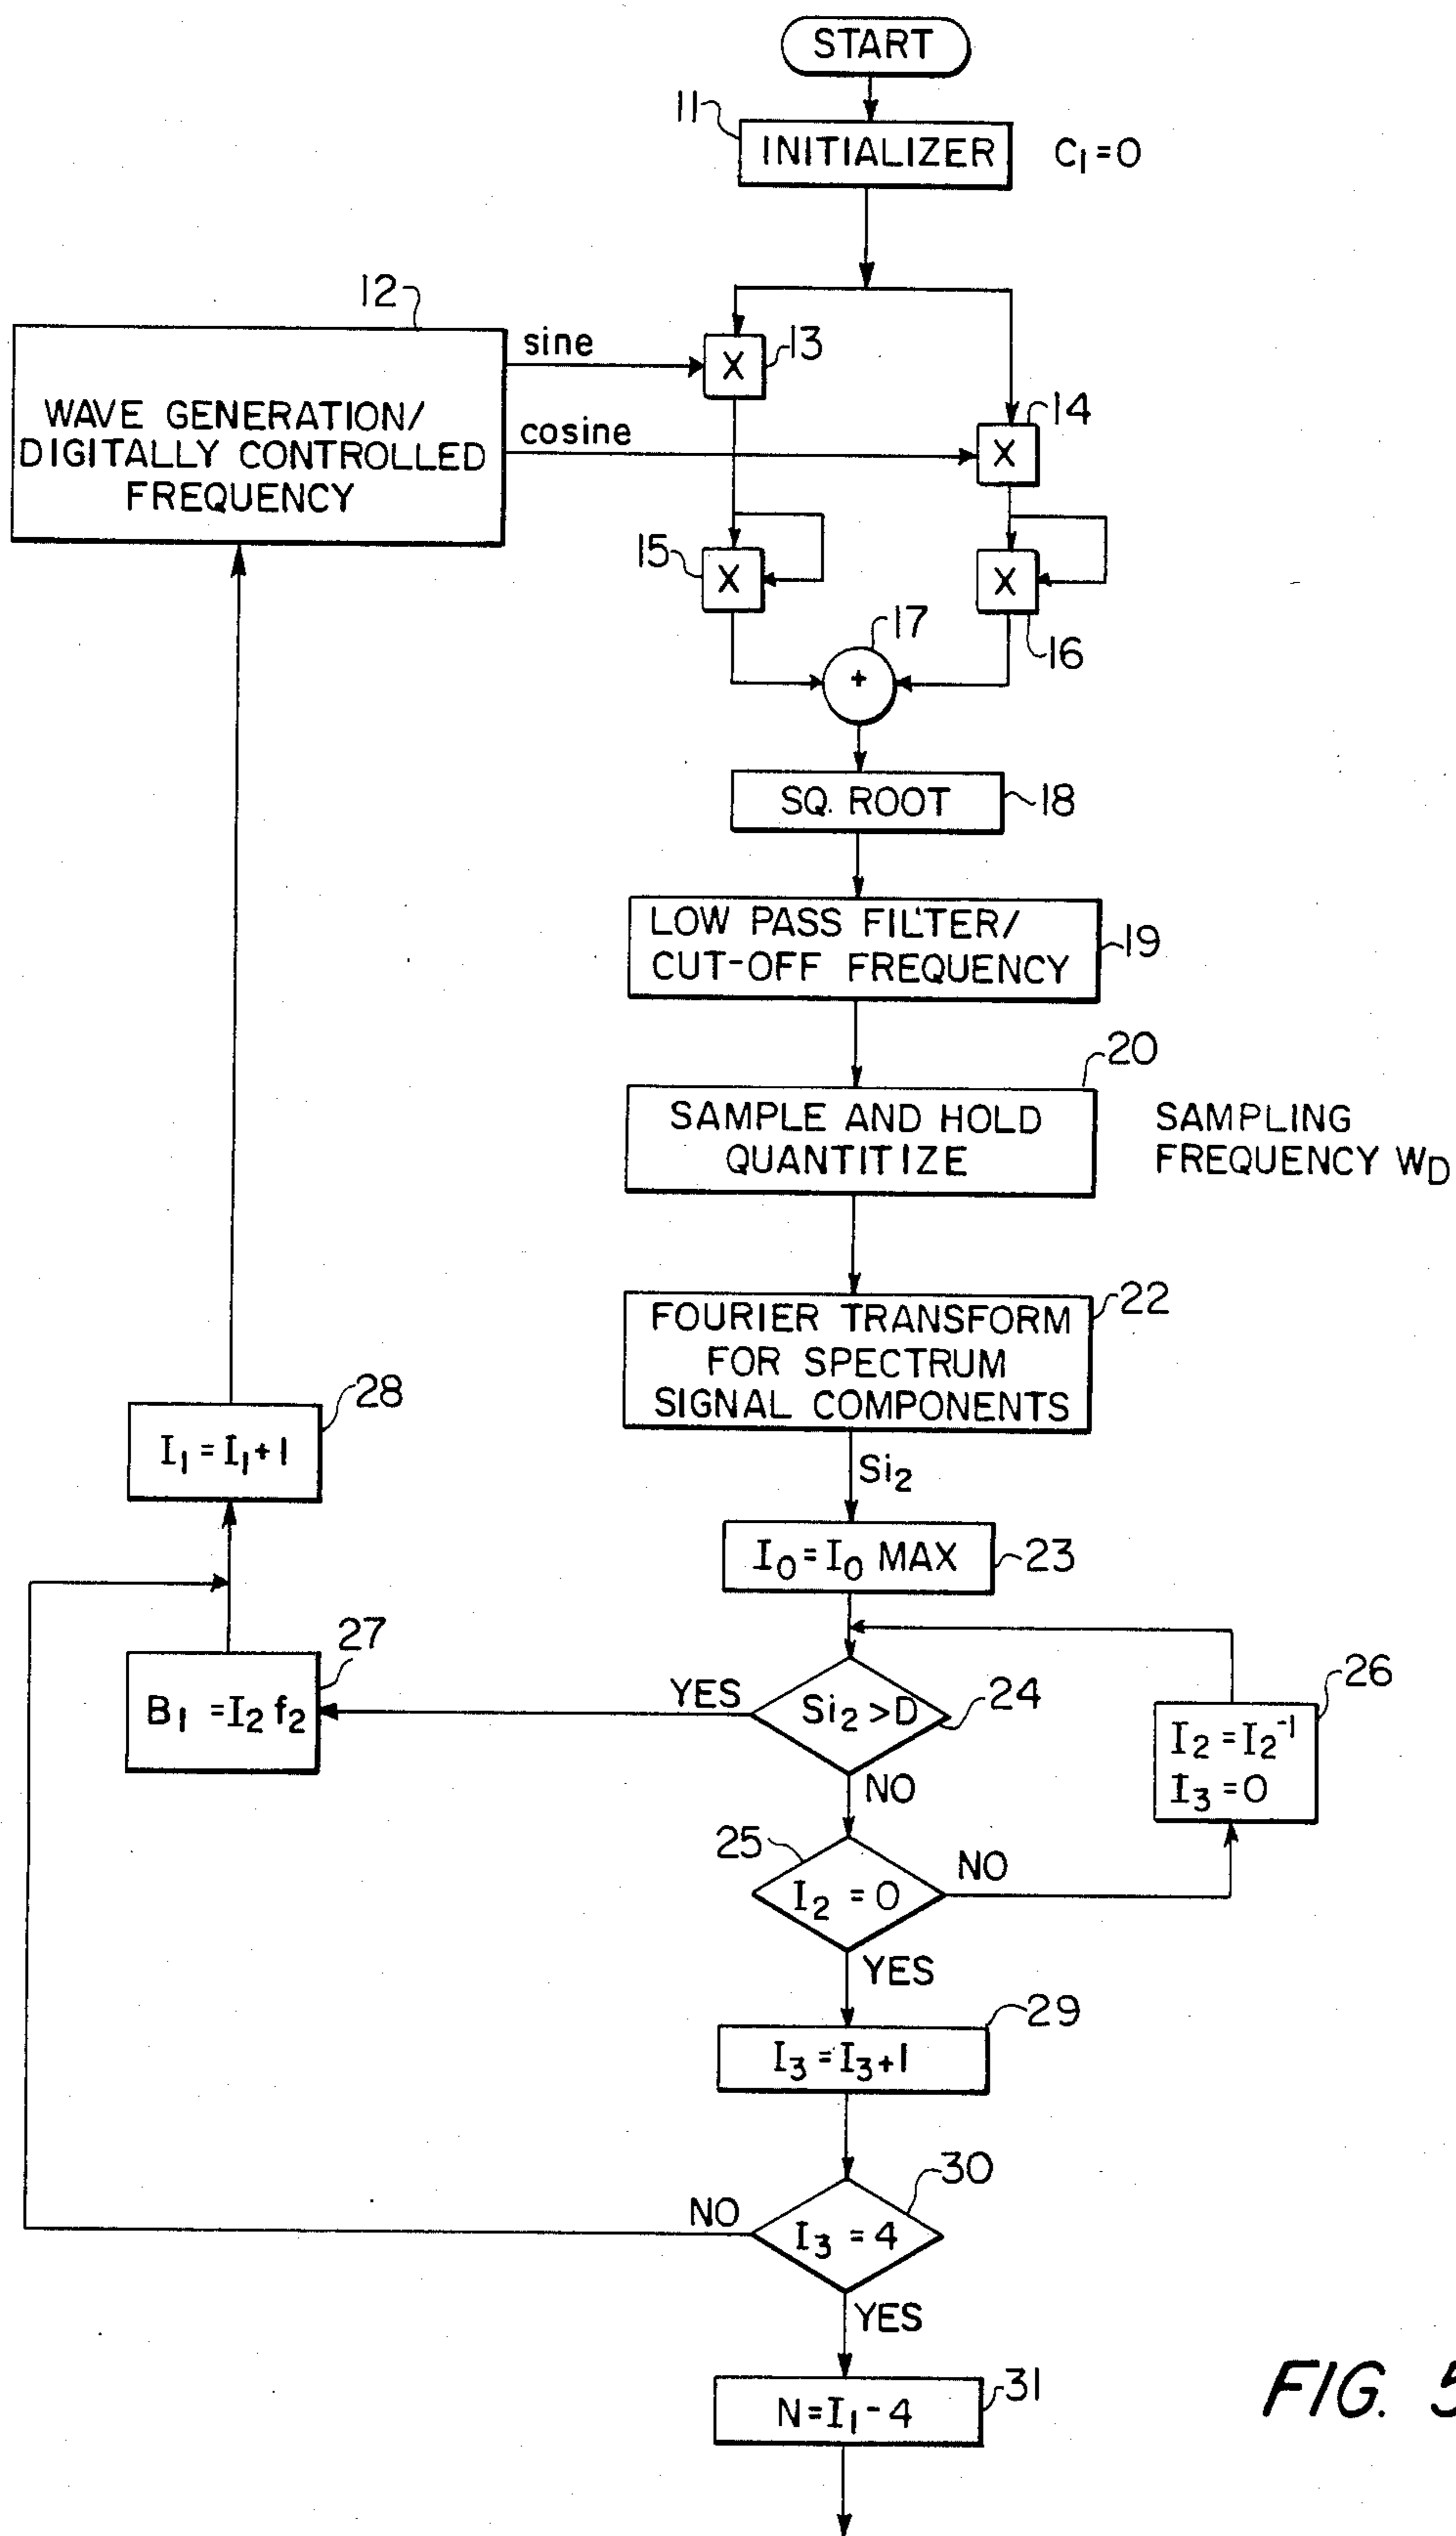 START
11
INITIALIZER
C₁=0
12
sine
13
X
WAVE GENERATION/
DIGITALLY CONTROLLED
FREQUENCY
cosine
14
X
15
X
X
16
17
+
SQ. ROOT
18
LOW PASS FILTER/
CUT-OFF FREQUENCY
19
20
SAMPLE AND HOLD
QUANTITIZE
SAMPLING
FREQUENCY W_D
22
FOURIER TRANSFORM
FOR SPECTRUM
SIGNAL COMPONENTS
28
I₁=I₁+1
Si₂
I₀=I₀ MAX
23
27
B₁=I₂f₂
YES
Si₂>D
24
26
I₂=I₂⁻¹
I₃=0
NO
25
I₂=0
NO
YES
29
I₃=I₃+1
30
NO
I₃=4
YES
31
N=I₁-4
FIG. 5